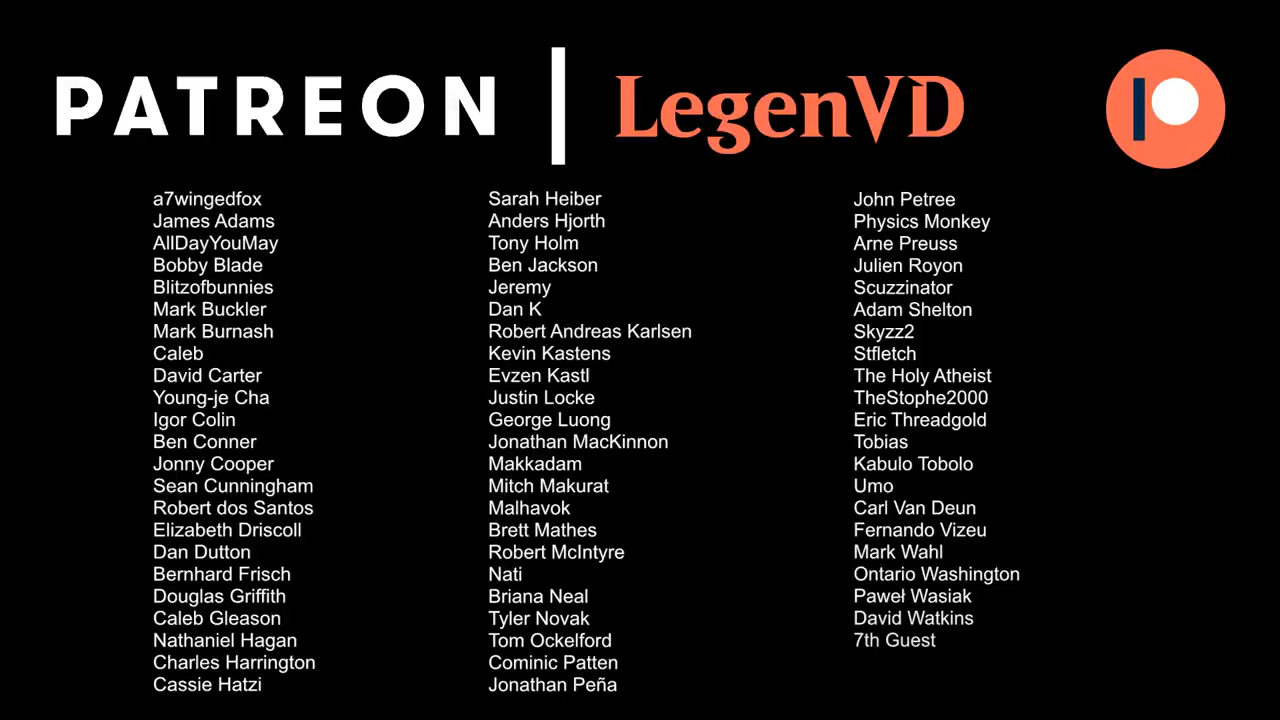 PATREON | LegenVD
a7wingedfox
James Adams
AllDayYouMay
Bobby Blade
Blitzofbunnies
Mark Buckler
Mark Burnash
Caleb
David Carter
Young-je Cha
Igor Colin
Ben Conner
Jonny Cooper
Sean Cunningham
Robert dos Santos
Elizabeth Driscoll
Dan Dutton
Bernhard Frisch
Douglas Griffith
Caleb Gleason
Nathaniel Hagan
Charles Harrington
Cassie Hatzi
Sarah Heiber
Anders Hjorth
Tony Holm
Ben Jackson
Jeremy
Dan K
Robert Andreas Karlsen
Kevin Kastens
Evzen Kastl
Justin Locke
George Luong
Jonathan MacKinnon
Makkadam
Mitch Makurat
Malhavok
Brett Mathes
Robert McIntyre
Nati
Briana Neal
Tyler Novak
Tom Ockelford
Cominic Patten
Jonathan Peña
John Petree
Physics Monkey
Arne Preuss
Julien Royon
Scuzzinator
Adam Shelton
Skyzz2
Stfletch
The Holy Atheist
TheStophe2000
Eric Threadgold
Tobias
Kabulo Tobolo
Umo
Carl Van Deun
Fernando Vizeu
Mark Wahl
Ontario Washington
Paweł Wasiak
David Watkins
7th Guest